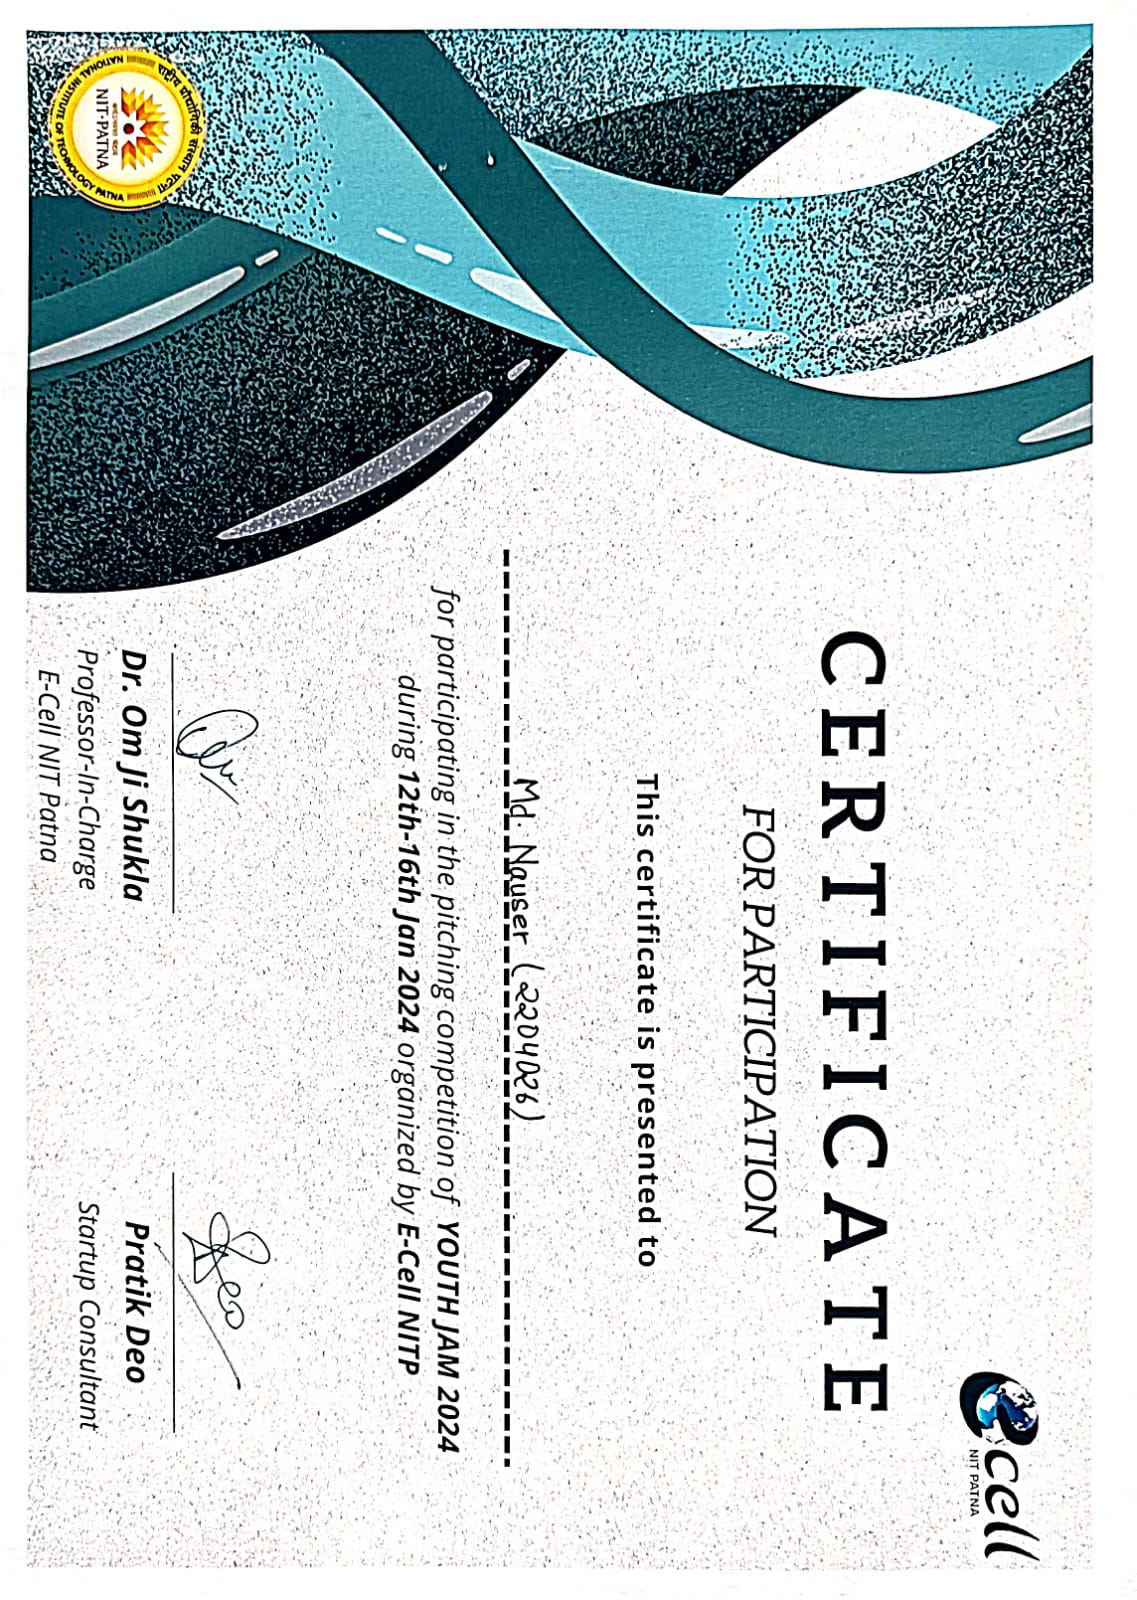 ecell
NIT PATNA
CERTIFICATE
FOR PARTICIPATION
This certificate is presented to
Md. Nauser (2204026)
for participating in the pitching competition of YOUTH JAM 2024
during 12th-16th Jan 2024 organized by E-Cell NITP
Dr. Om Ji Shukla
Professor-In-Charge
E-Cell NIT Patna
Pratik Deo
Startup Consultant
राष्ट्रीय प्रौद्योगिकी संस्थान पटना
NIT-PATNA
NATIONAL INSTITUTE OF TECHNOLOGY PATNA